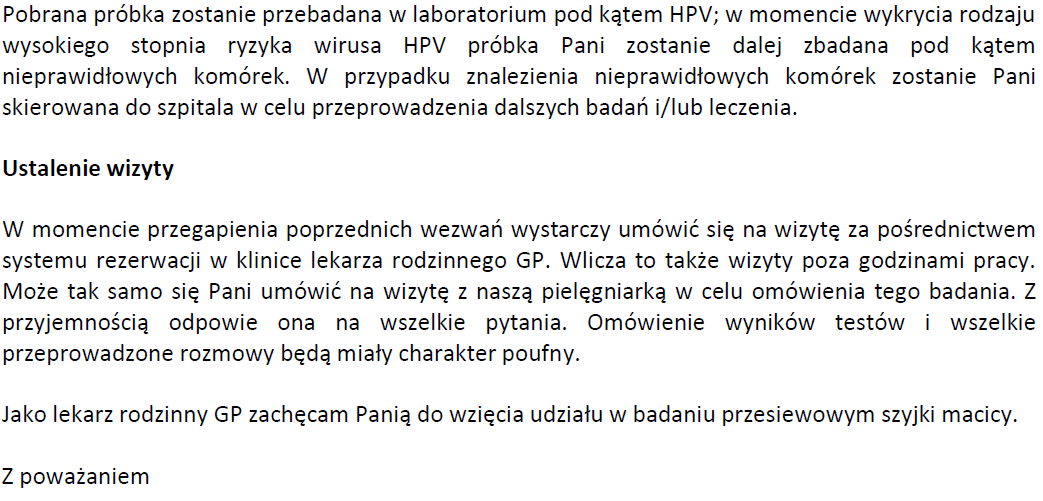 Pobrana próbka zostanie przebadana w laboratorium pod kątem HPV; w momencie wykrycia rodzaju
wysokiego stopnia ryzyka wirusa HPV próbka Pani zostanie dalej zbadana pod kątem
nieprawidłowych komórek. W przypadku znalezienia nieprawidłowych komórek zostanie Pani
skierowana do szpitala w celu przeprowadzenia dalszych badań i/lub leczenia.
Ustalenie wizyty
W momencie przegapienia poprzednich wezwań wystarczy umówić się na wizytę za pośrednictwem
systemu rezerwacji w klinice lekarza rodzinnego GP. Wlicza to także wizyty poza godzinami pracy.
Może tak samo się Pani umówić na wizytę z naszą pielęgniarką w celu omówienia tego badania. Z
przyjemnością odpowie ona na wszelkie pytania. Omówienie wyników testów i wszelkie
przeprowadzone rozmowy będą miały charakter poufny.
Jako lekarz rodzinny GP zachęcam Panią do wzięcia udziału w badaniu przesiewowym szyjki macicy.
Z poważaniem